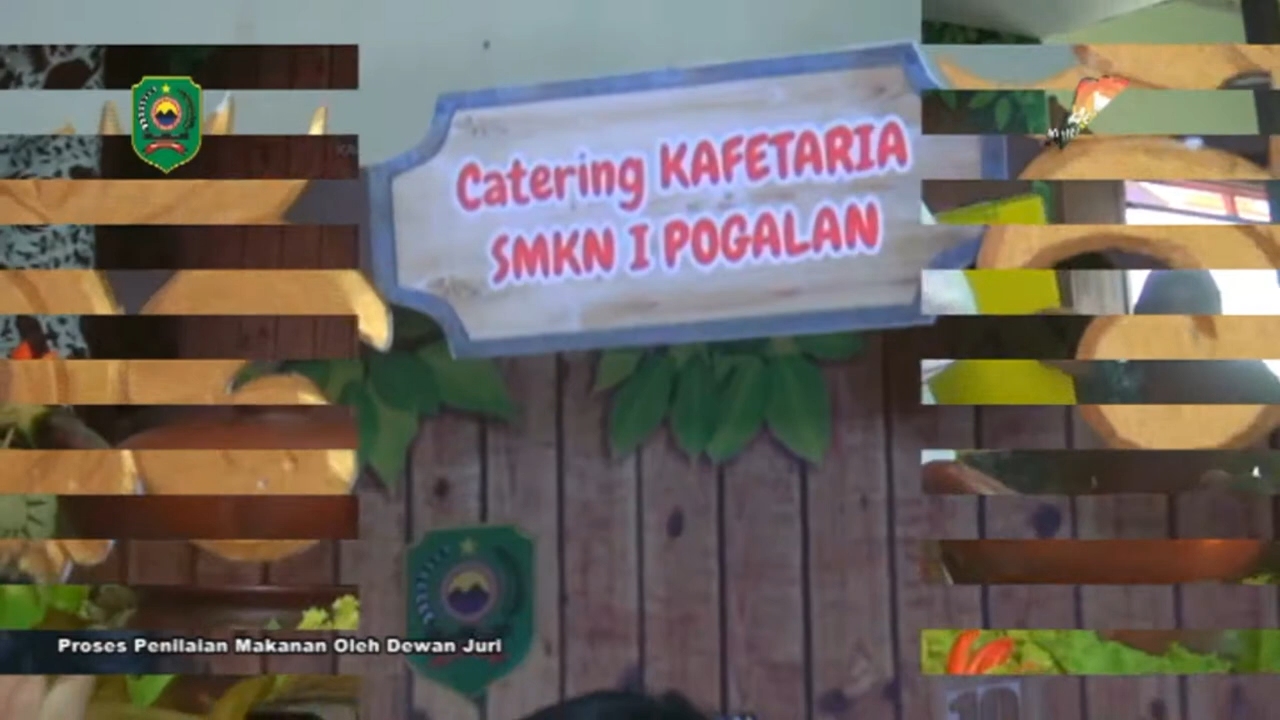 Catering KAFETARIA
SMKN I POGALAN
Proses Penilaian Makanan Oleh Dewan Juri